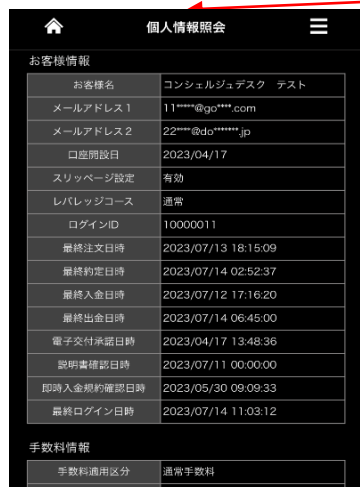 個人情報照会
お客様情報
お客様名 コンシェルジュデスク テスト
メールアドレス1 11*****@go****.com
メールアドレス2 22****@do*******.jp
口座開設日 2023/04/17
スリッページ設定 有効
レバレッジコース 通常
ログインID 10000011
最終注文日時 2023/07/13 18:15:09
最終約定日時 2023/07/14 02:52:37
最終入金日時 2023/07/12 17:16:20
最終出金日時 2023/07/14 06:45:00
電子交付承諾日時 2023/04/17 13:48:36
説明書確認日時 2023/07/11 00:00:00
即時入金規約確認日時 2023/05/30 09:09:33
最終ログイン日時 2023/07/14 11:03:12
手数料情報
手数料適用区分 通常手数料